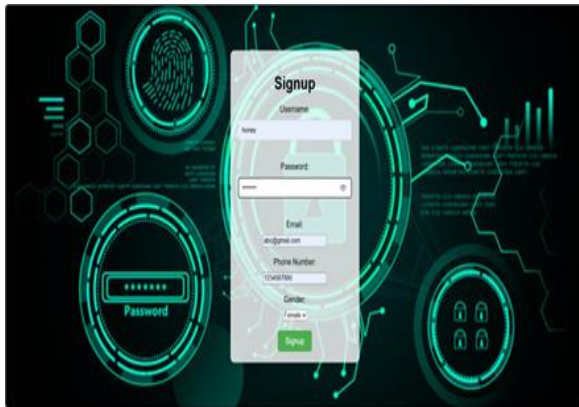 Signup
Username:
honey
Password:
••••••••
Email:
abc@gmail.com
Phone Number:
1234567890
Gender:
Female
Signup
Password